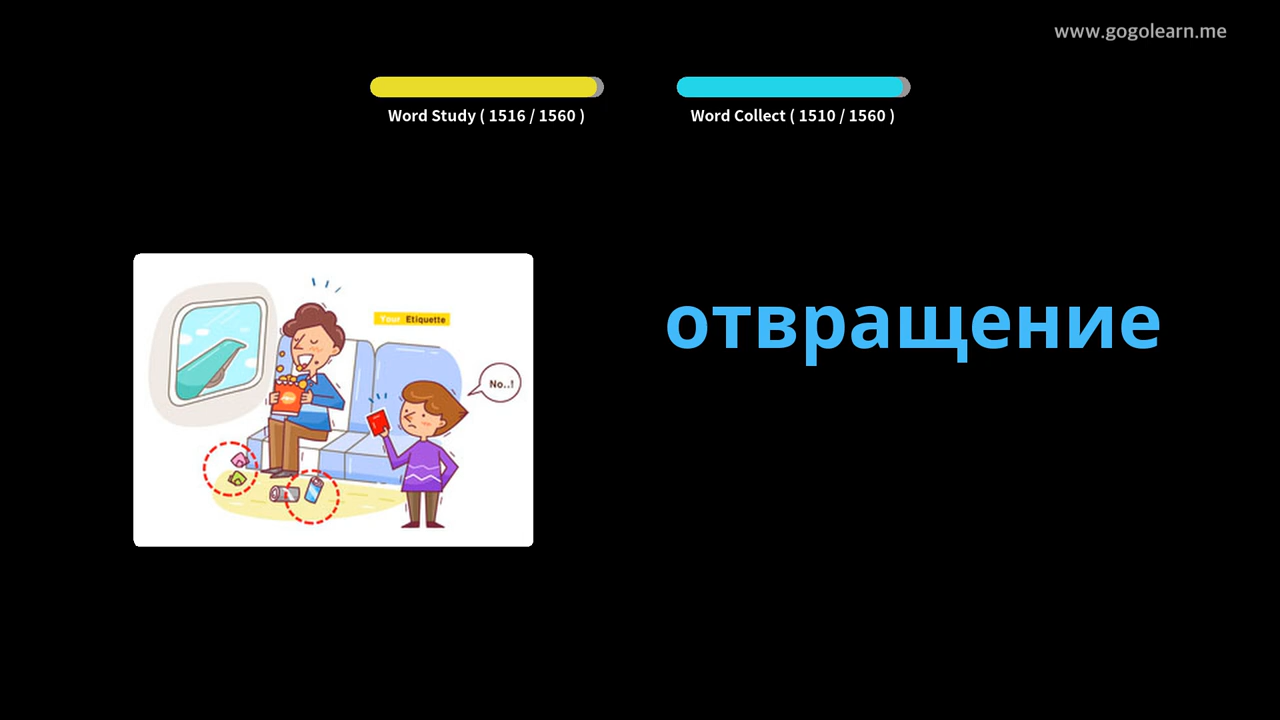 www.gogolearn.me
Word Study ( 1516 / 1560 )
Word Collect ( 1510 / 1560 )
Your Etiquette
No..!
отвращение